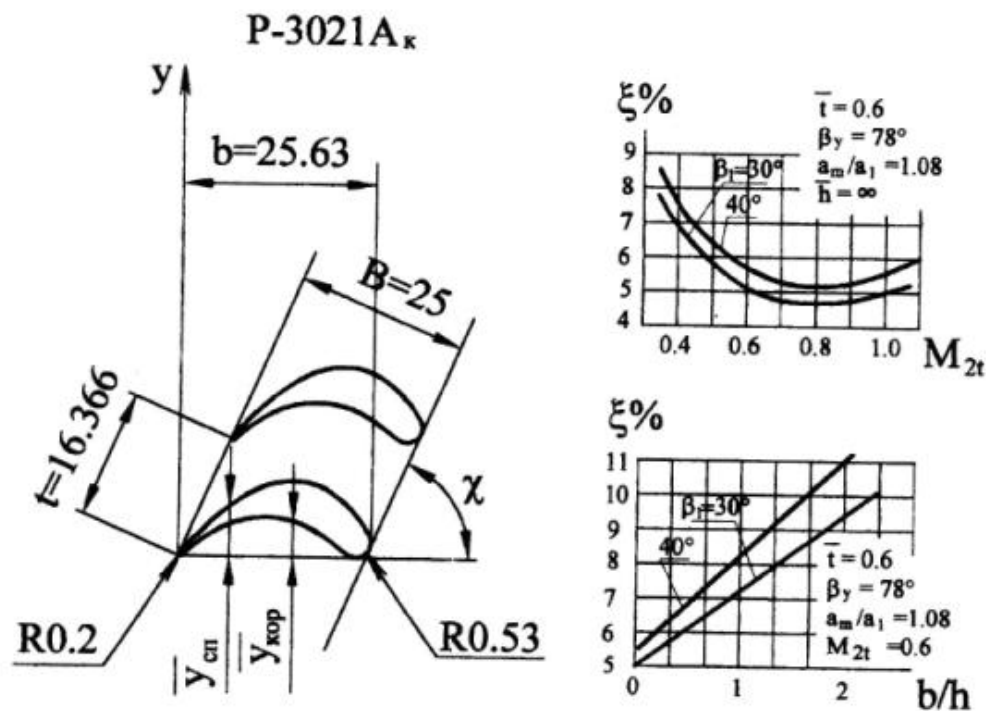 P-3021Aк
y
b=25.63
B=25
t=16.366
χ
R0.2
y̅сп
y̅кор
R0.53
ξ%
t̅ = 0.6
βy = 78°
am/a1 = 1.08
h̅ = ∞
9
8
7
6
5
4
β1=30°
40°
0.4 0.6 0.8 1.0 M2t
ξ%
11
10
9
8
7
6
5
β1=30°
40°
t̅ = 0.6
βy = 78°
am/a1 =1.08
M2t =0.6
0 1 2 b/h